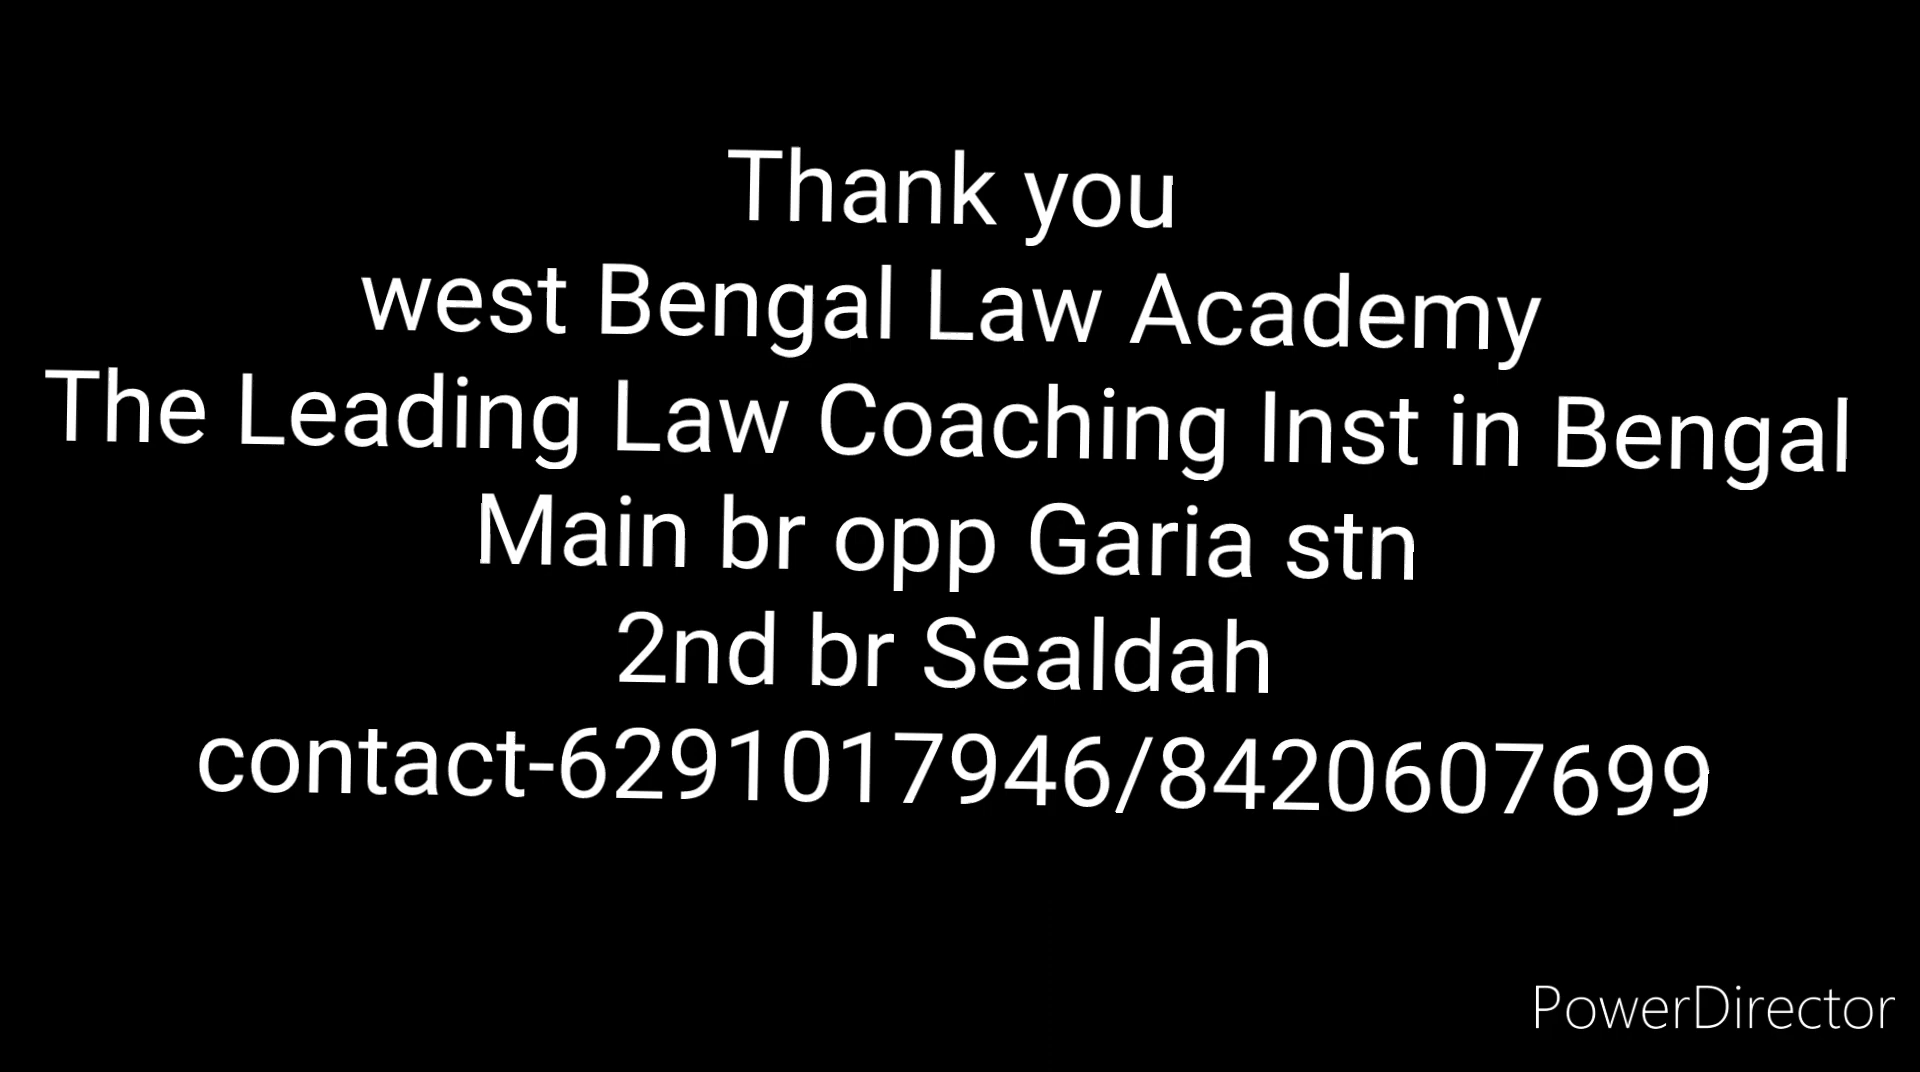 Thank you
west Bengal Law Academy
The Leading Law Coaching Inst in Bengal
Main br opp Garia stn
2nd br Sealdah
contact-6291017946/8420607699
PowerDirector